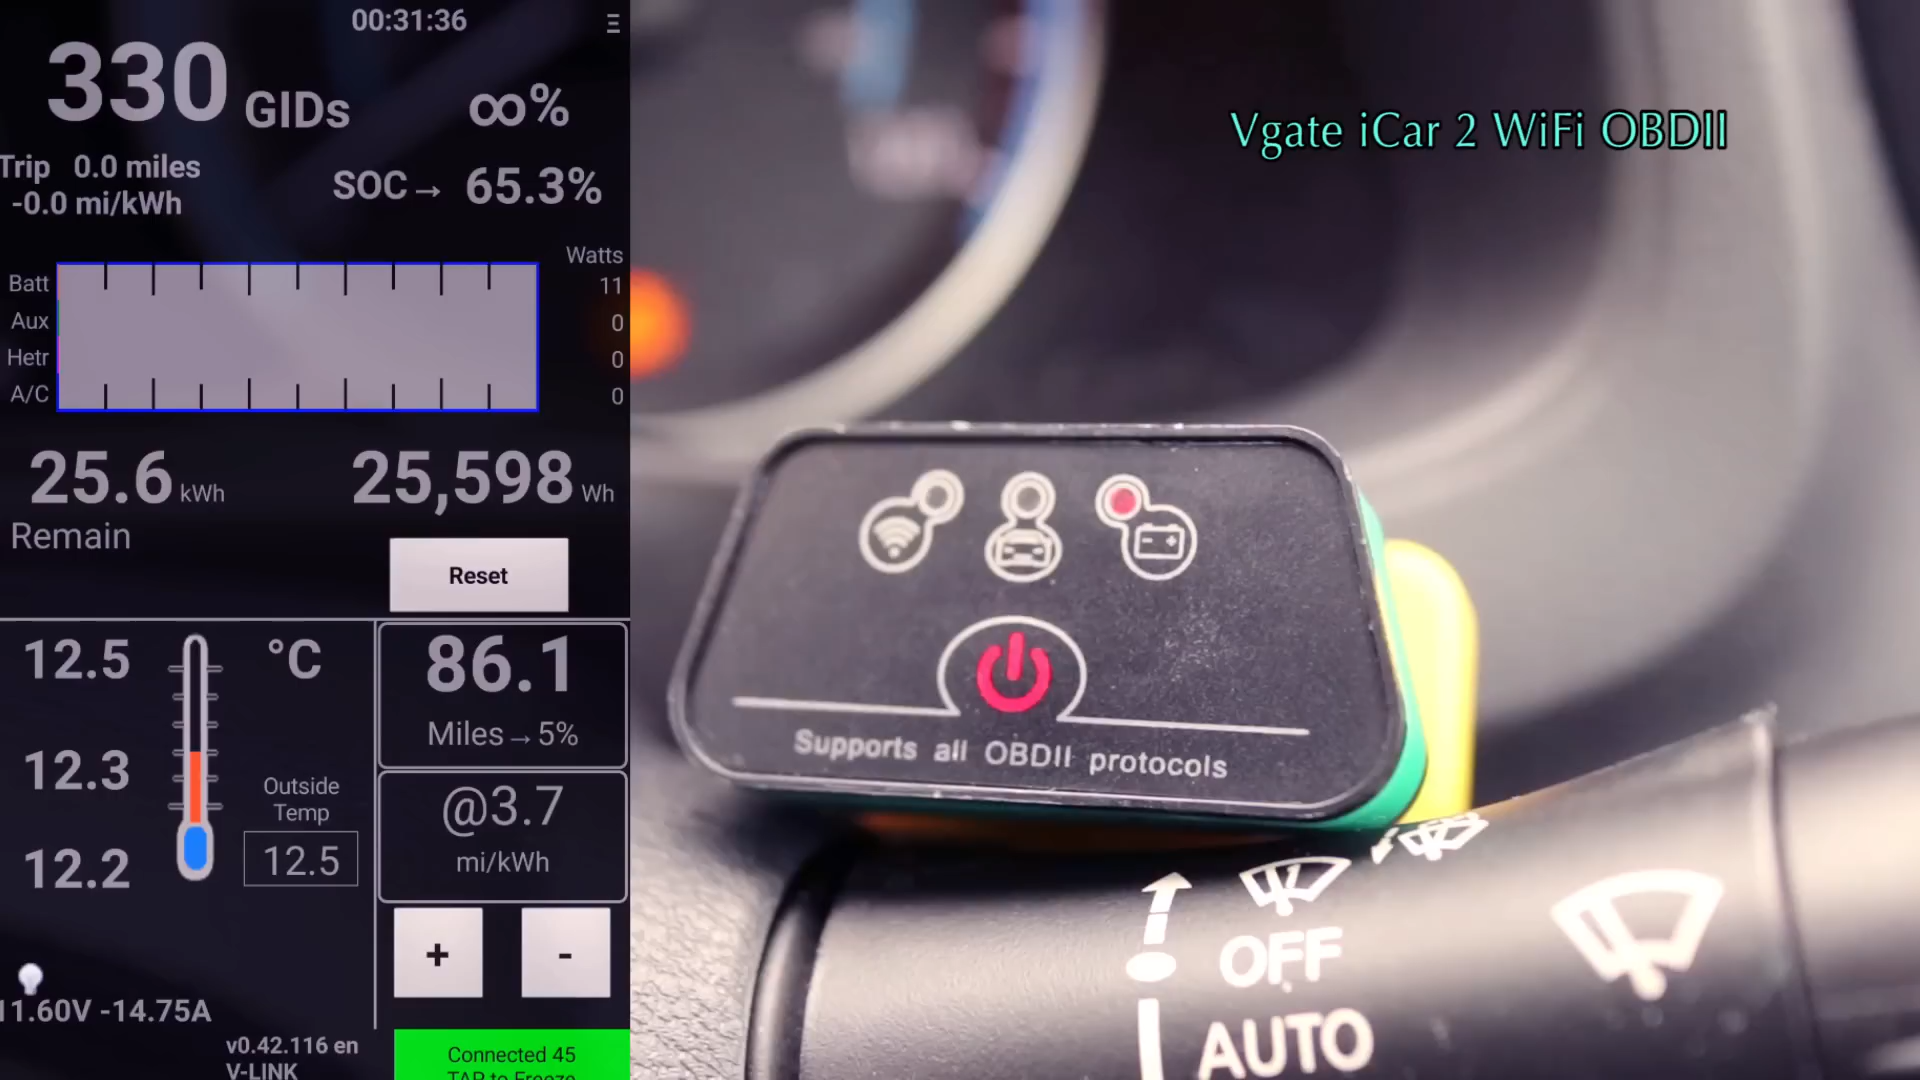 00:31:36
330 GIDs ∞%
Trip 0.0 miles
-0.0 mi/kWh
SOC→ 65.3%
Watts
Batt 11
Aux 0
Hetr 0
A/C 0
25.6 kWh 25,598 Wh
Remain
Reset
12.5 °C
12.3
12.2
Outside
Temp
12.5
86.1
Miles→5%
@3.7
mi/kWh
+ -
11.60V -14.75A
v0.42.116 en
V-LINK
Connected 45
TAP to Freeze
Vgate iCar 2 WiFi OBDII
Supports all OBDII protocols
OFF
AUTO